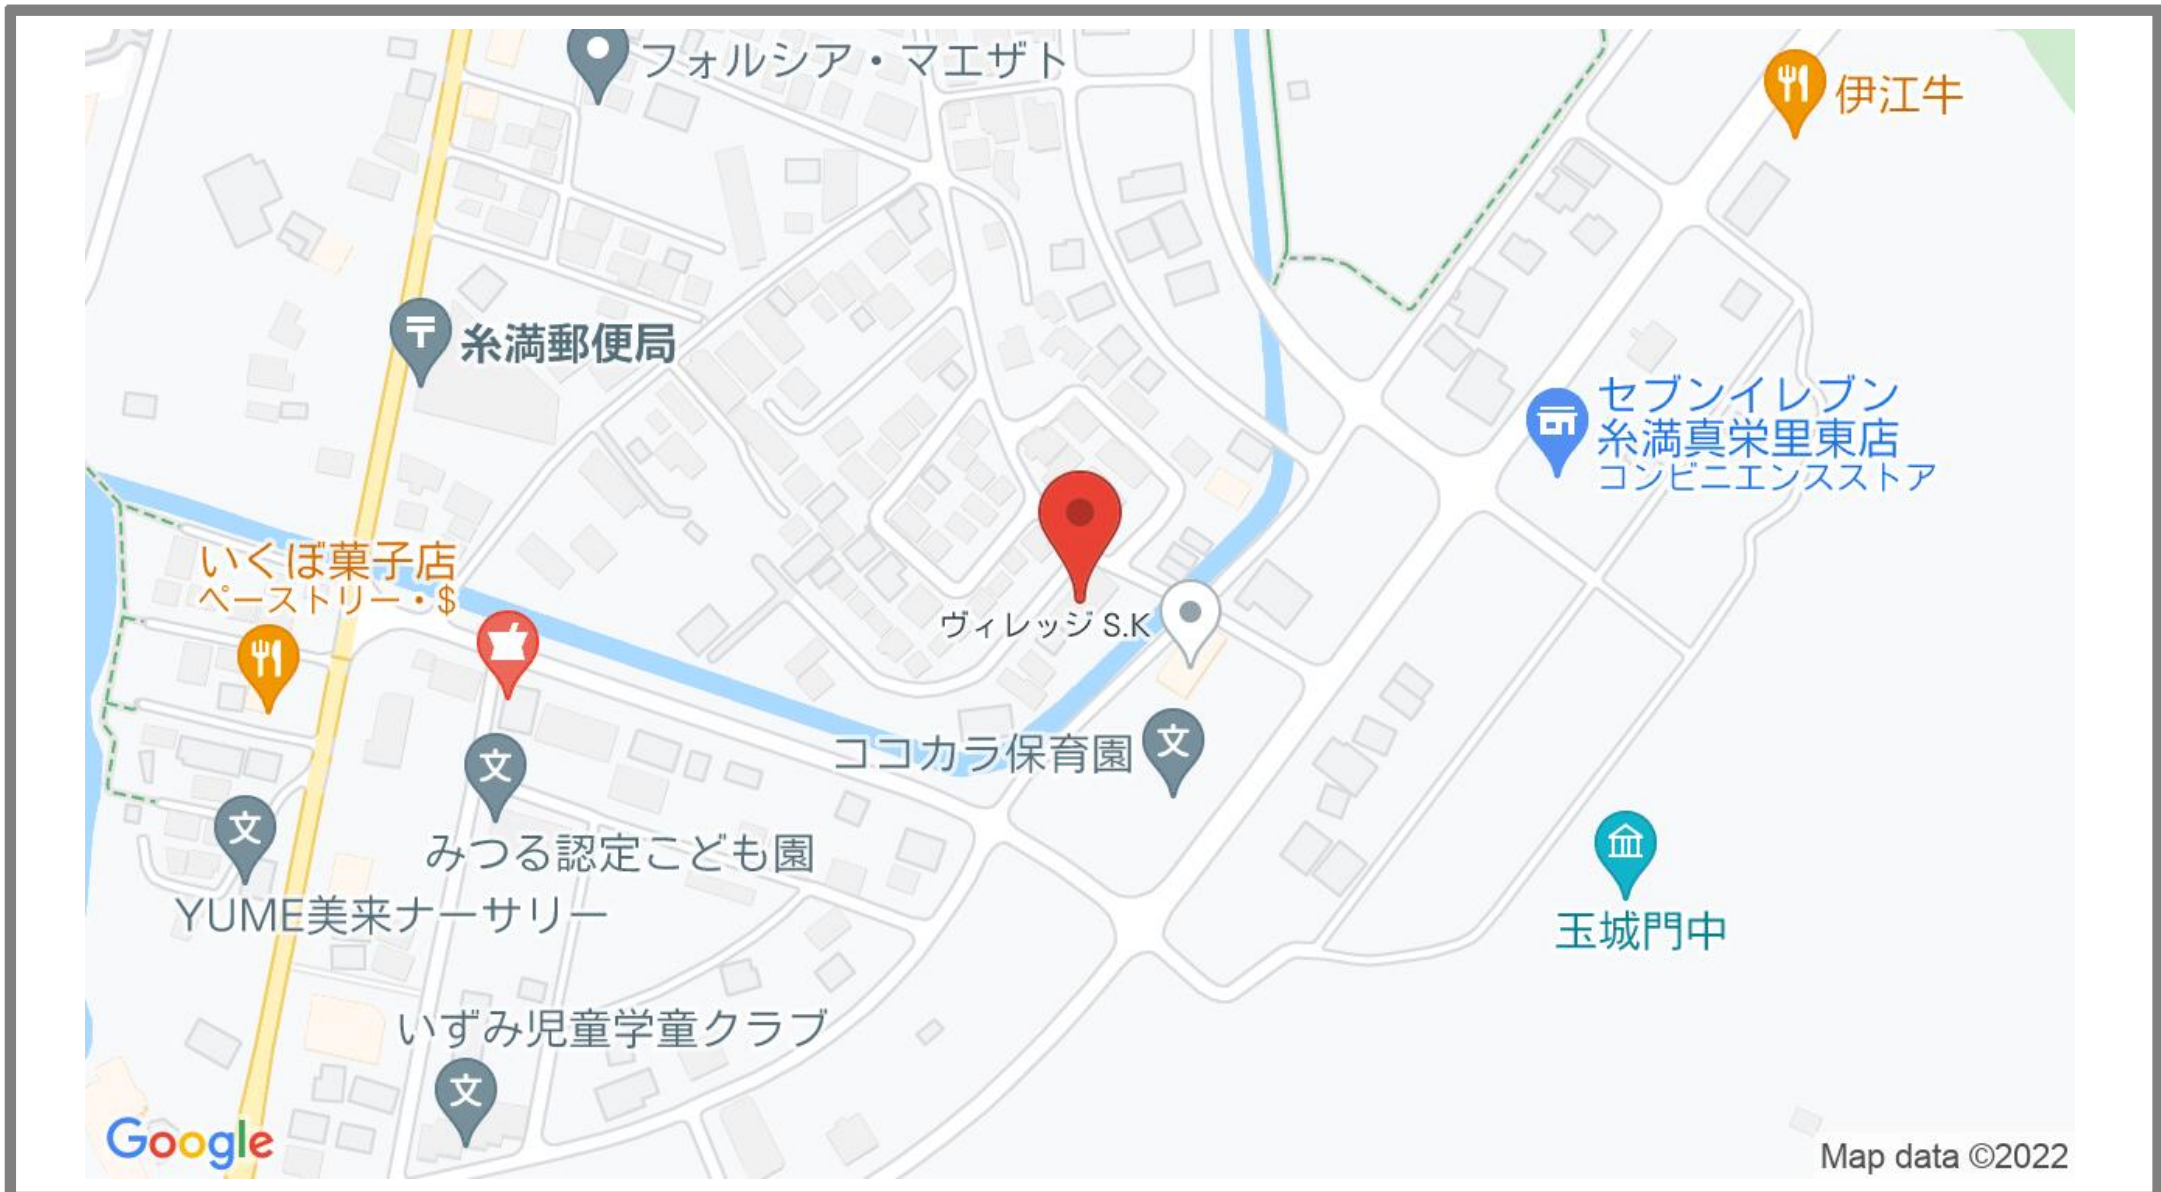 フォルシア・マエザト
伊江牛
糸満郵便局
セブンイレブン
糸満真栄里東店
コンビニエンスストア
いくぼ菓子店
ペーストリー・$
ヴィレッジ S.K
ココカラ保育園
みつる認定こども園
YUME美来ナーサリー
玉城門中
いずみ児童学童クラブ
Google
Map data ©2022